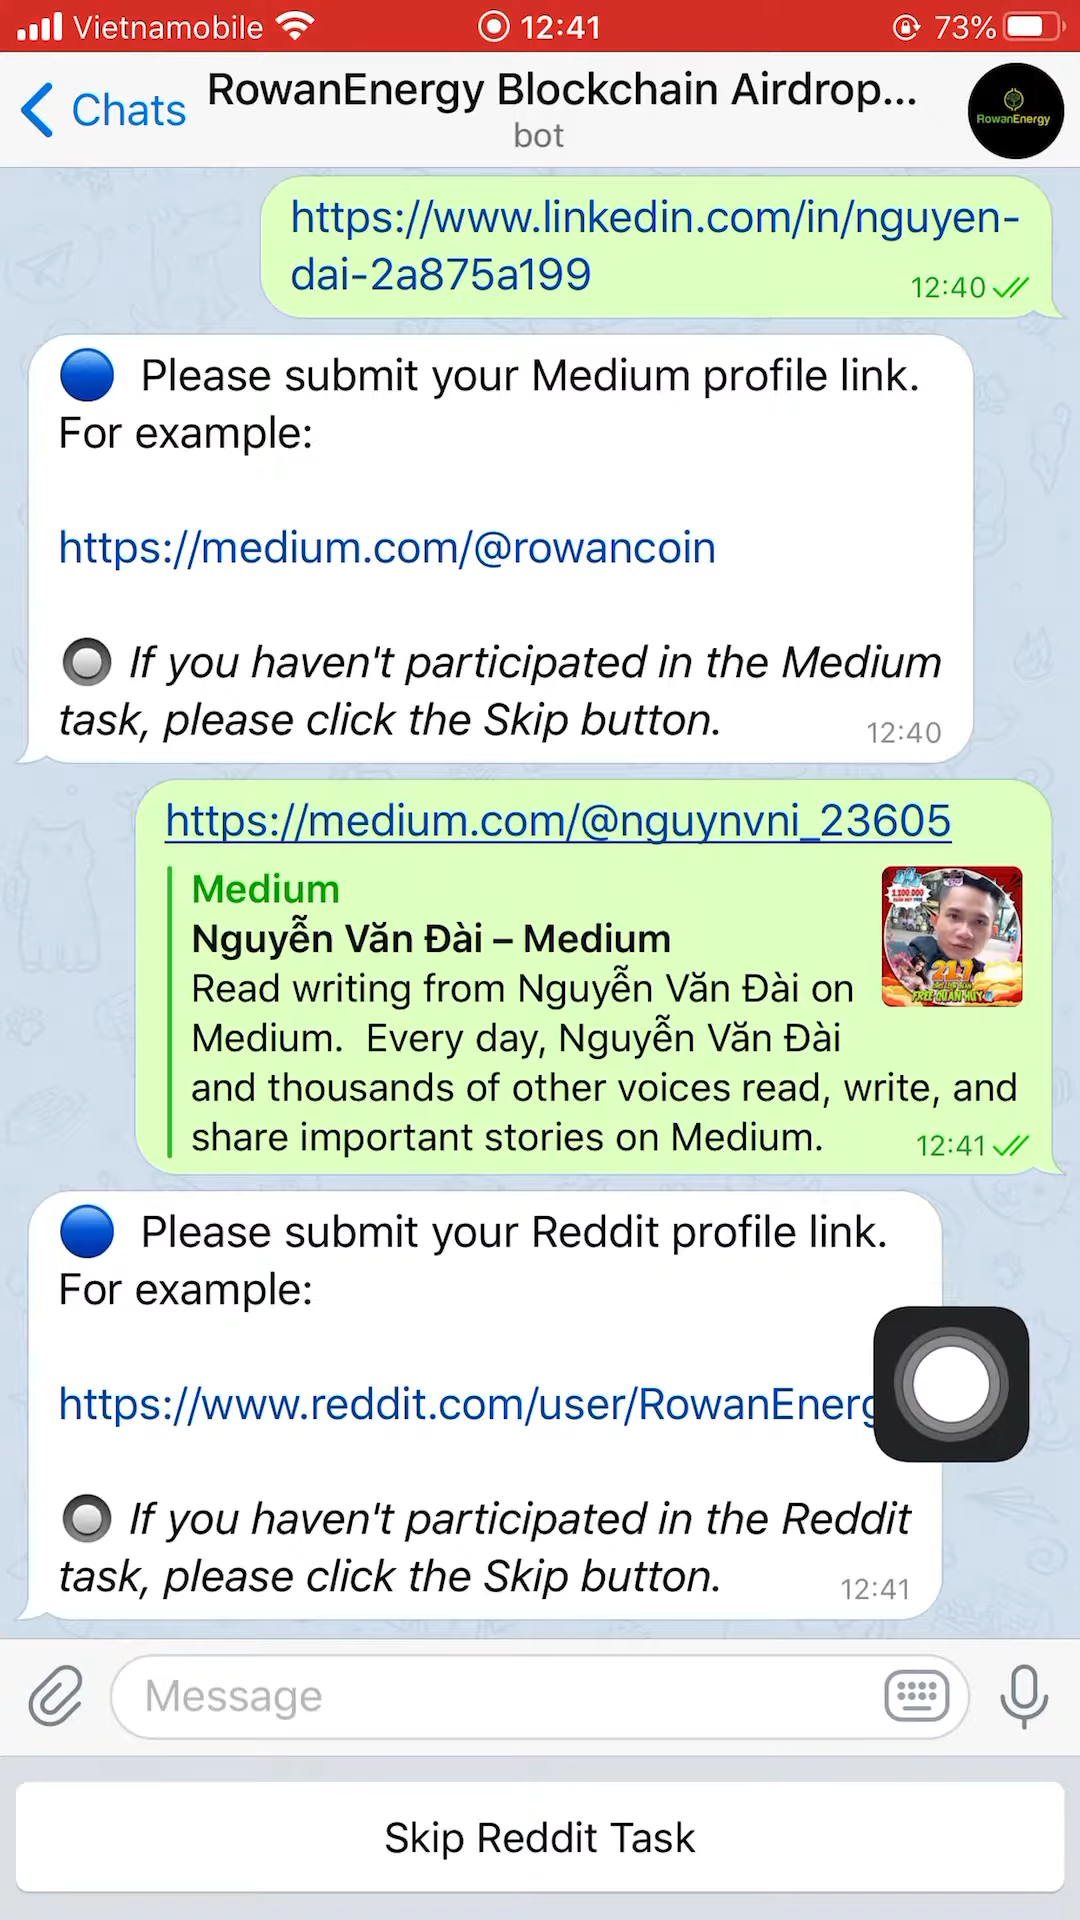 Vietnamobile 12:41 73%
Chats RowanEnergy Blockchain Airdrop...
bot
RowanEnergy
https://www.linkedin.com/in/nguyen-
dai-2a875a199
12:40
Please submit your Medium profile link.
For example:
https://medium.com/@rowancoin
If you haven't participated in the Medium
task, please click the Skip button.
12:40
https://medium.com/@nguynvni_23605
Medium
Nguyễn Văn Đài – Medium
Read writing from Nguyễn Văn Đài on
Medium. Every day, Nguyễn Văn Đài
and thousands of other voices read, write, and
share important stories on Medium.
21.7
FREE QUÂN HUY
12:41
Please submit your Reddit profile link.
For example:
https://www.reddit.com/user/RowanEnerg
If you haven't participated in the Reddit
task, please click the Skip button.
12:41
Message
Skip Reddit Task